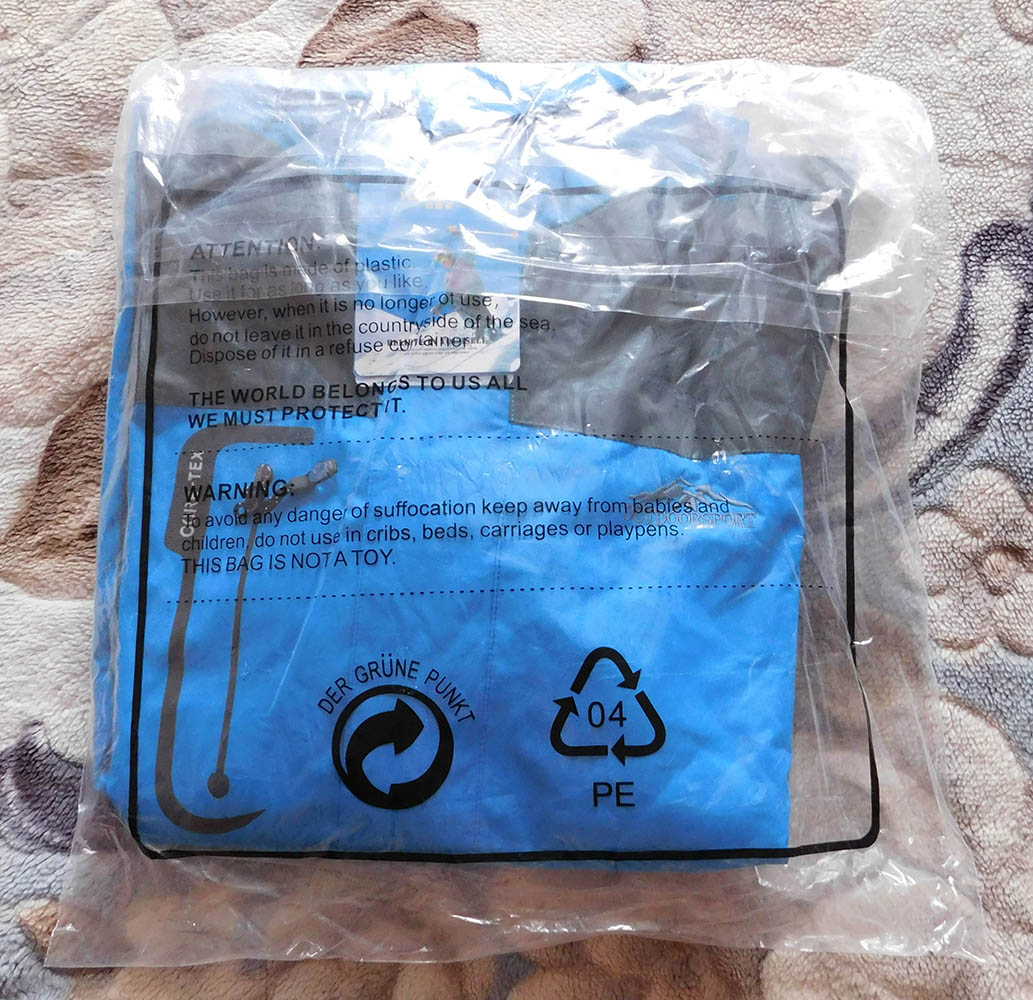 ATTENTION:
This bag is made of plastic.
Use it for as long as you like.
However, when it is no longer of use,
do not leave it in the countryside of the sea.
Dispose of it in a refuse container.
THE WORLD BELONGS TO US ALL
WE MUST PROTECT IT.
WARNING:
To avoid any danger of suffocation keep away from babies and
children, do not use in cribs, beds, carriages or playpens.
THIS BAG IS NOT A TOY.
OUTDOORSPORT
DER GRÜNE PUNKT
04
PE